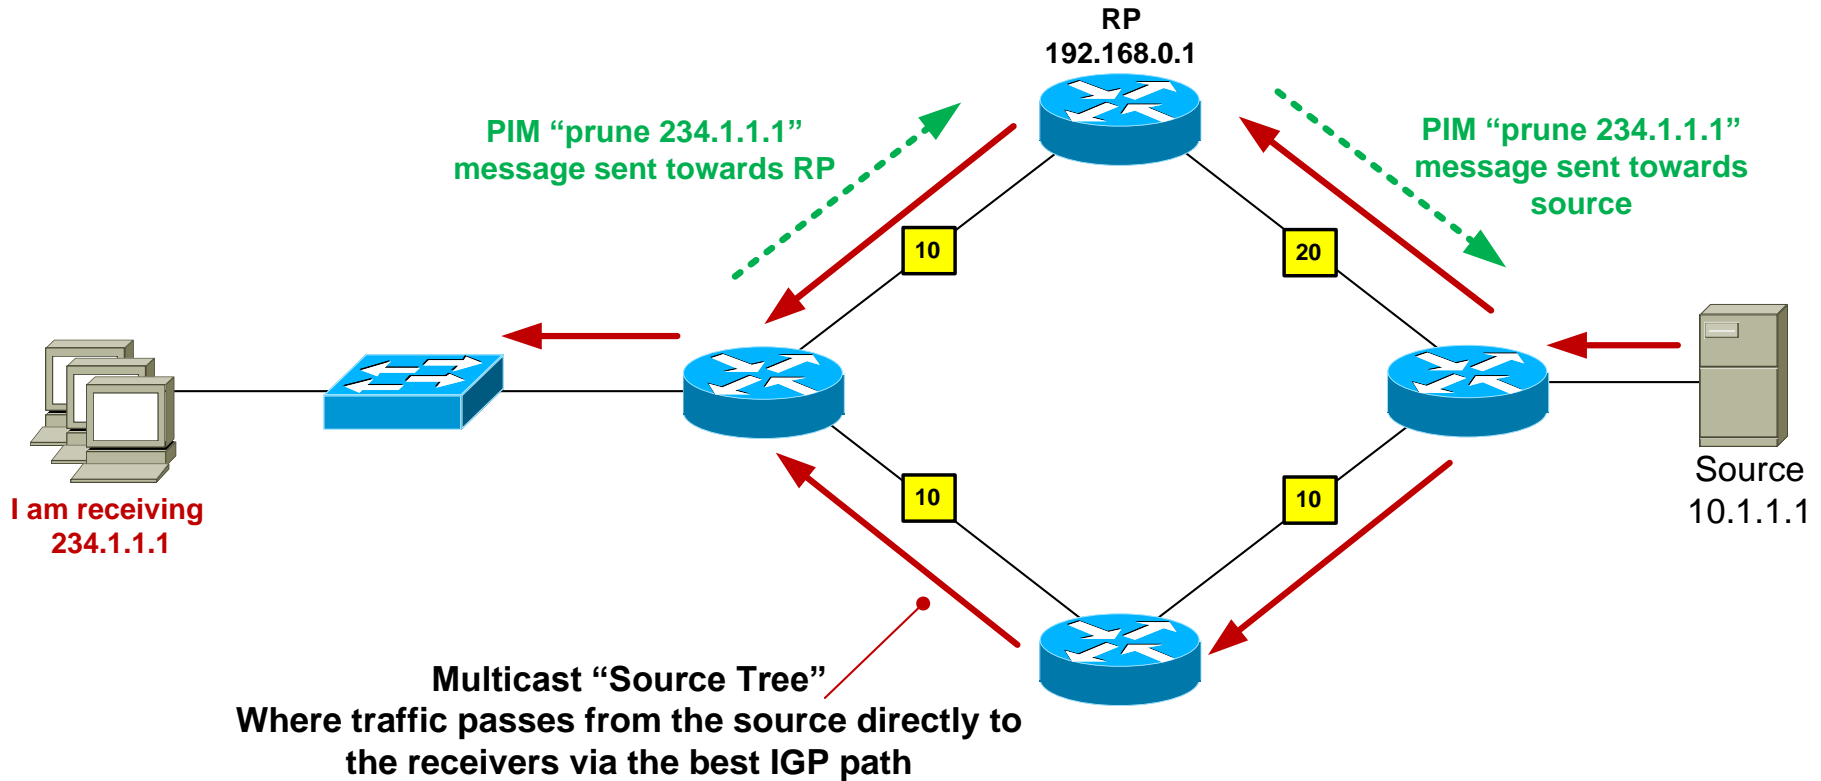 RP
192.168.0.1
PIM “prune 234.1.1.1”
message sent towards RP
PIM “prune 234.1.1.1”
message sent towards
source
10
20
I am receiving
234.1.1.1
10
10
Source
10.1.1.1
Multicast “Source Tree”
Where traffic passes from the source directly to
the receivers via the best IGP path